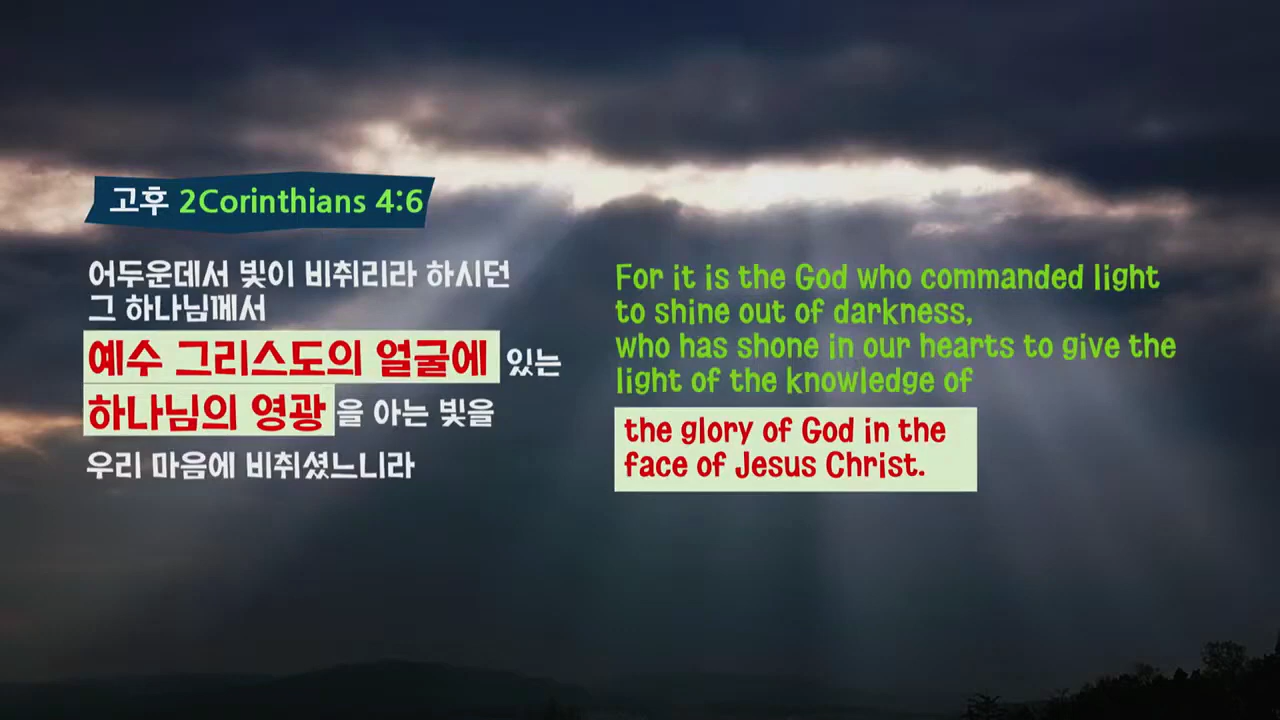 고후 2Corinthians 4:6
어두운데서 빛이 비취리라 하시던
그 하나님께서
예수 그리스도의 얼굴에 있는
하나님의 영광을 아는 빛을
우리 마음에 비취셨느니라
For it is the God who commanded light
to shine out of darkness,
who has shone in our hearts to give the
light of the knowledge of
the glory of God in the
face of Jesus Christ.